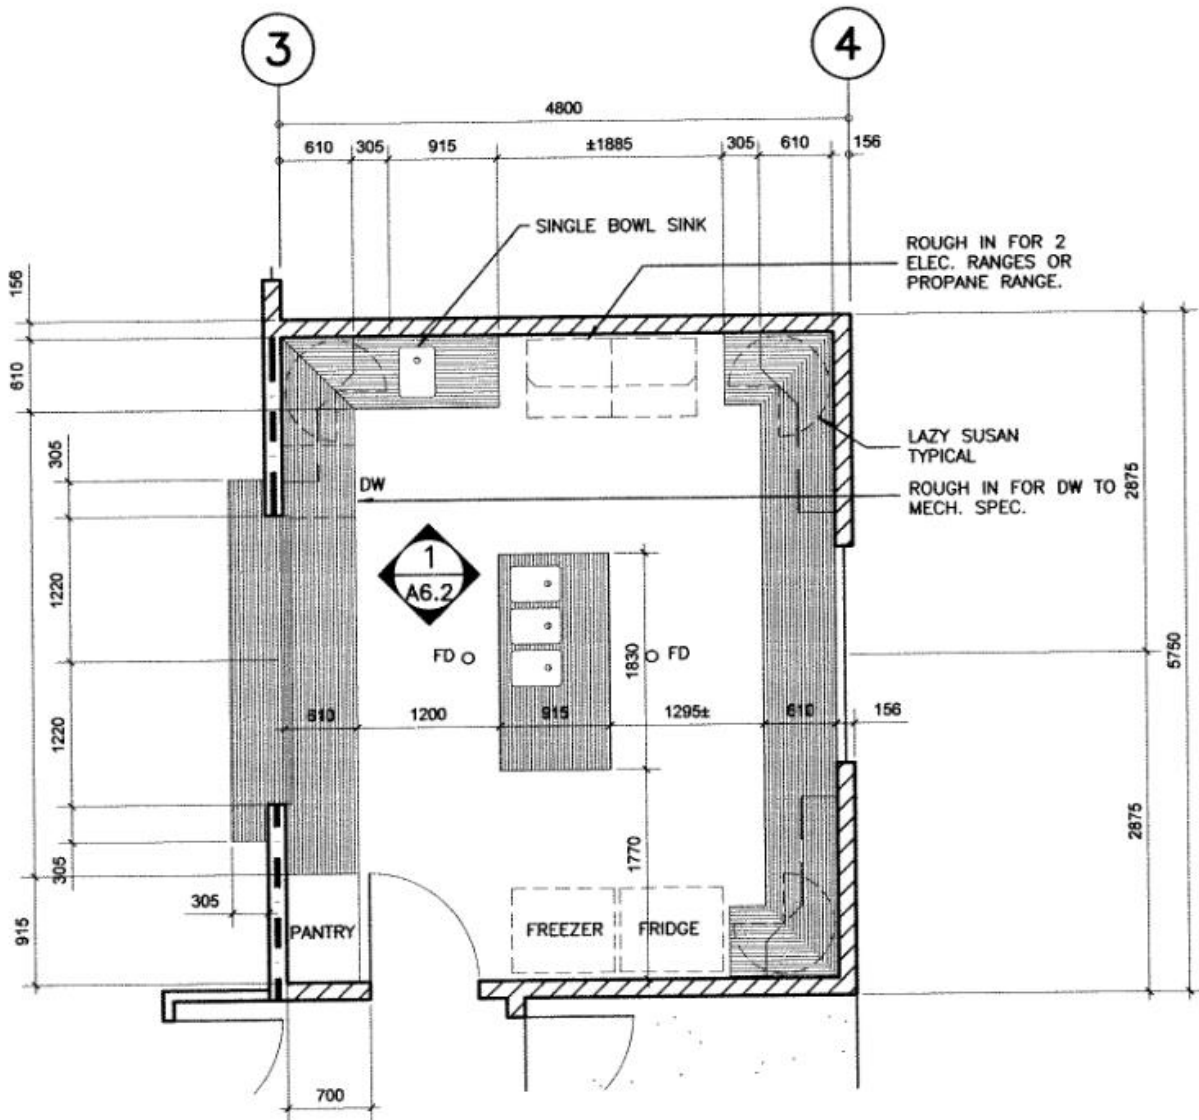 3
4
4800
610
305
915
±1885
305
610
156
SINGLE BOWL SINK
ROUGH IN FOR 2
ELEC. RANGES OR
PROPANE RANGE.
156
610
305
LAZY SUSAN
TYPICAL
DW
ROUGH IN FOR DW TO
MECH. SPEC.
2875
1
A6.2
1220
FD
1830
FD
5750
610
1200
915
1295±
610
156
1220
1770
2875
305
305
915
PANTRY
FREEZER
FRIDGE
700